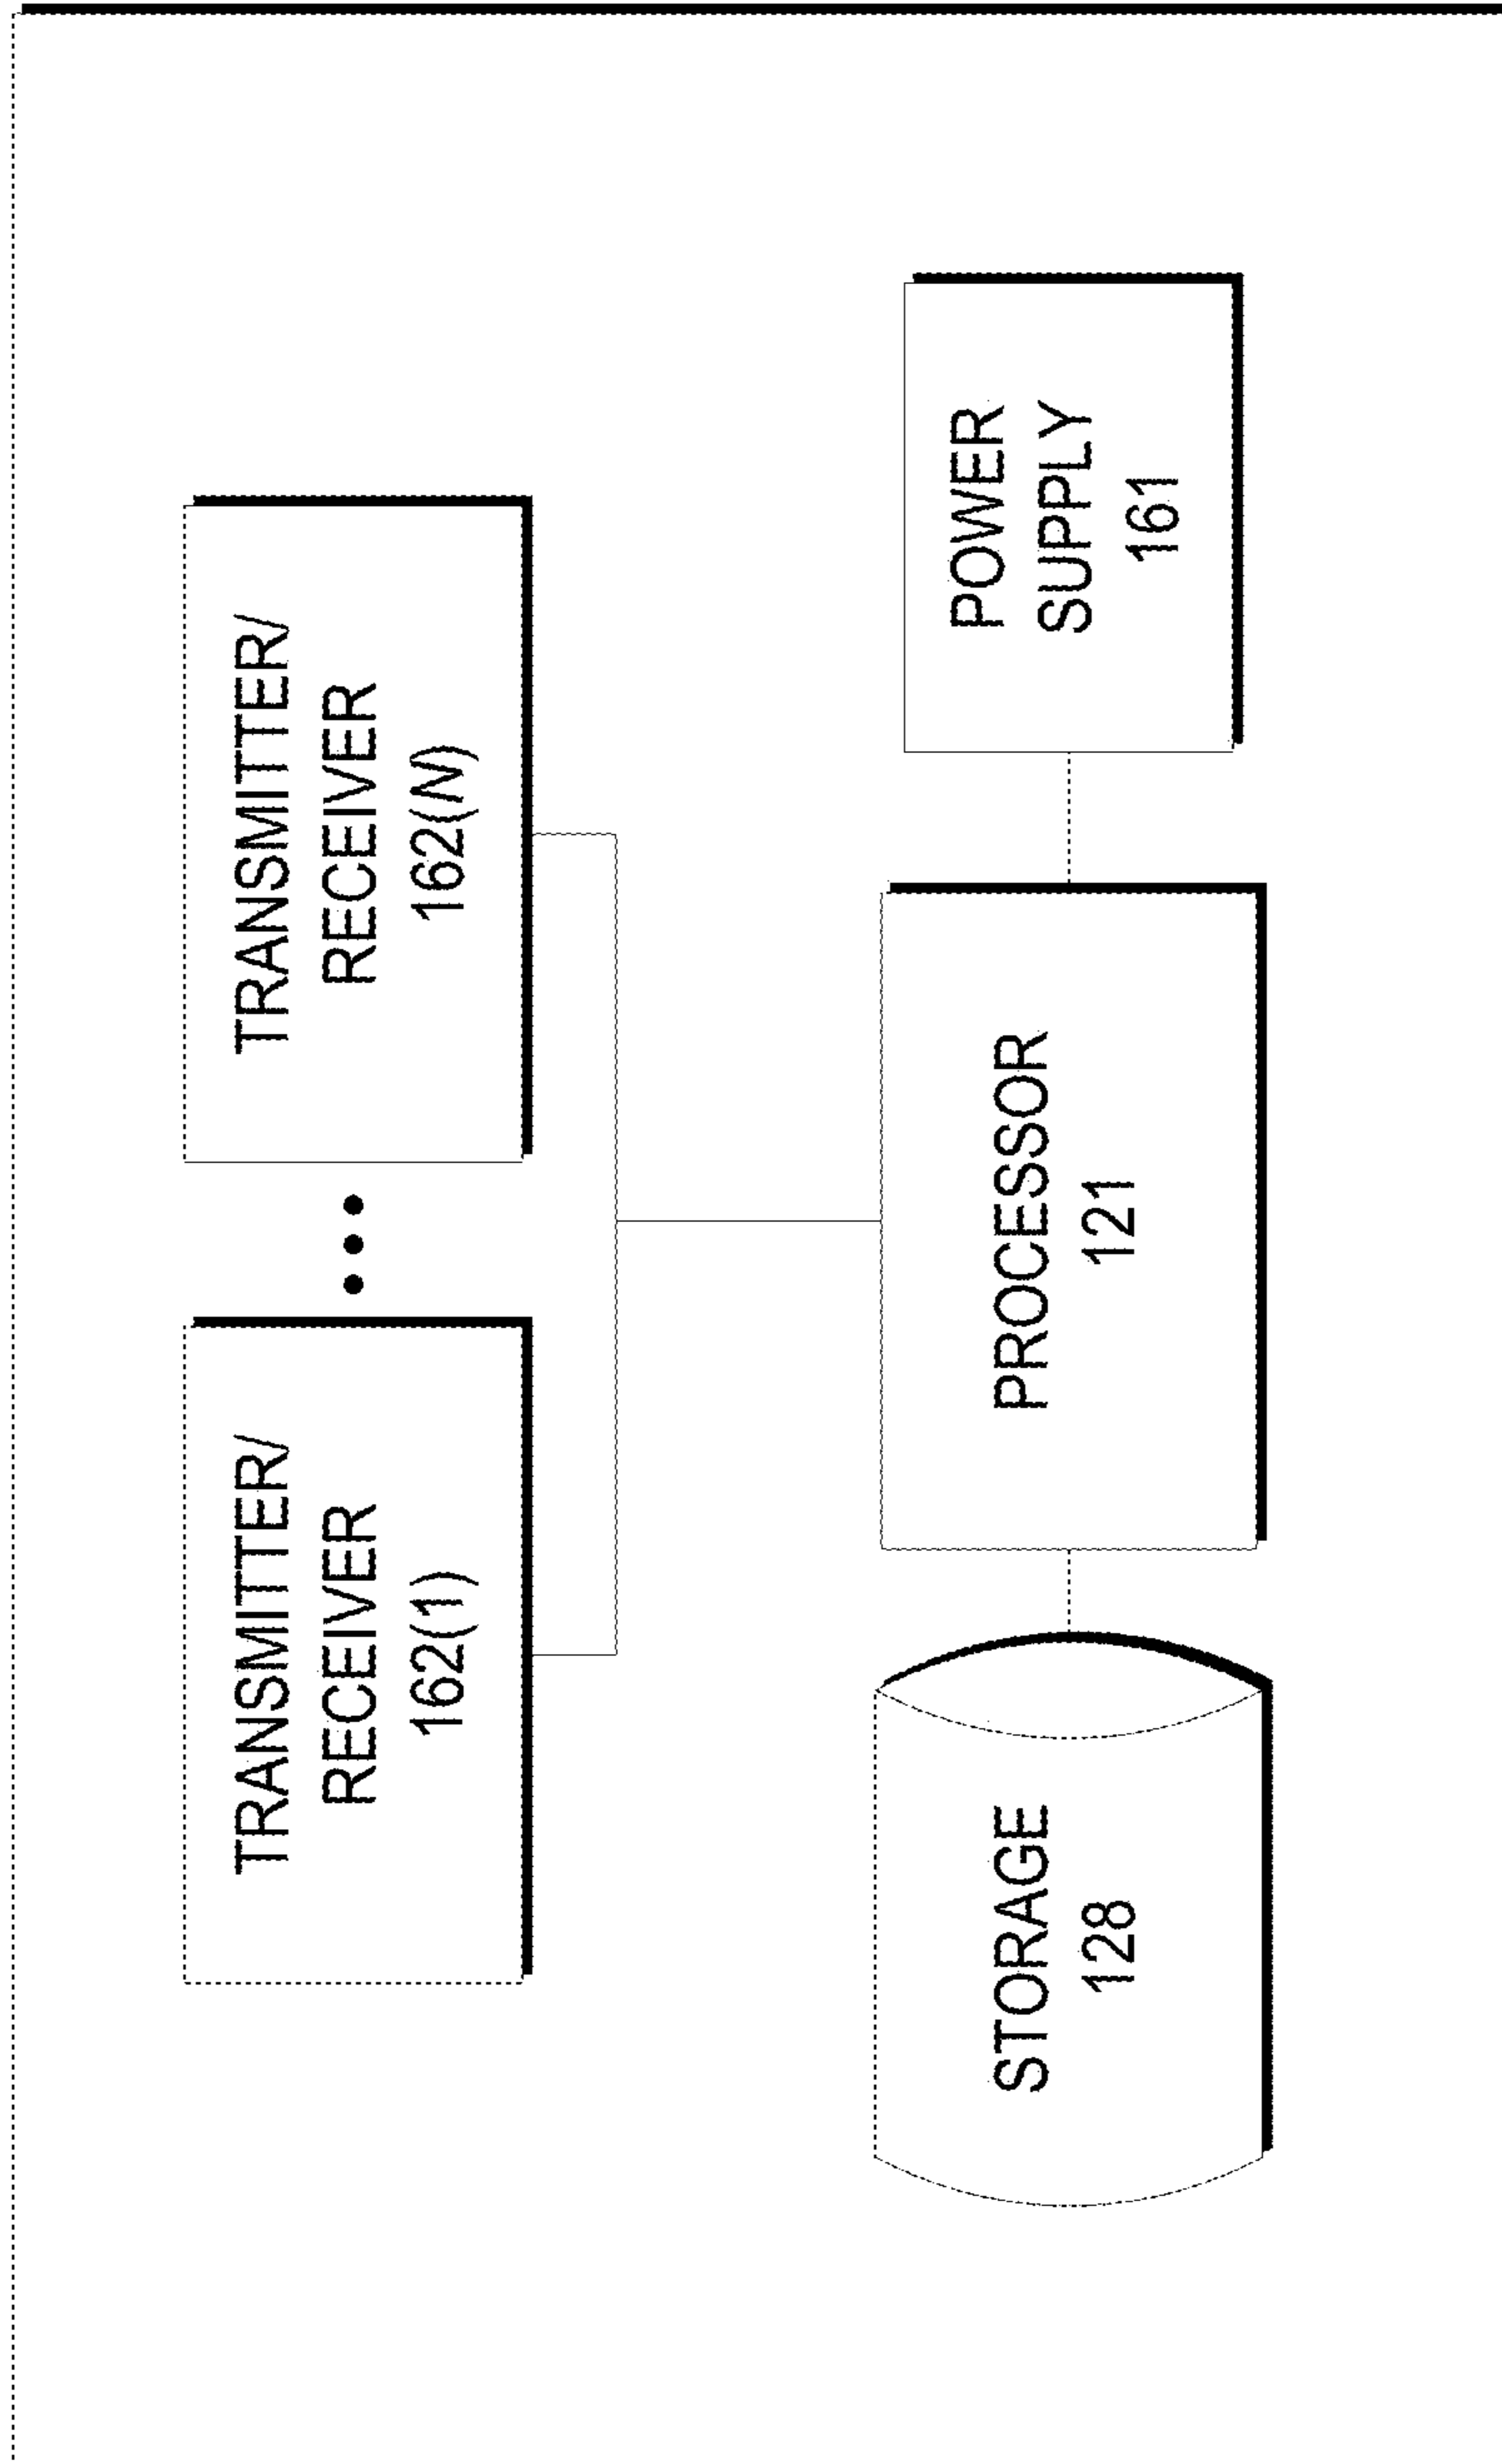 TRANSMITTER/
RECEIVER
162(1)
TRANSMITTER/
RECEIVER
162(N)
STORAGE
128
PROCESSOR
121
POWER
SUPPLY
161